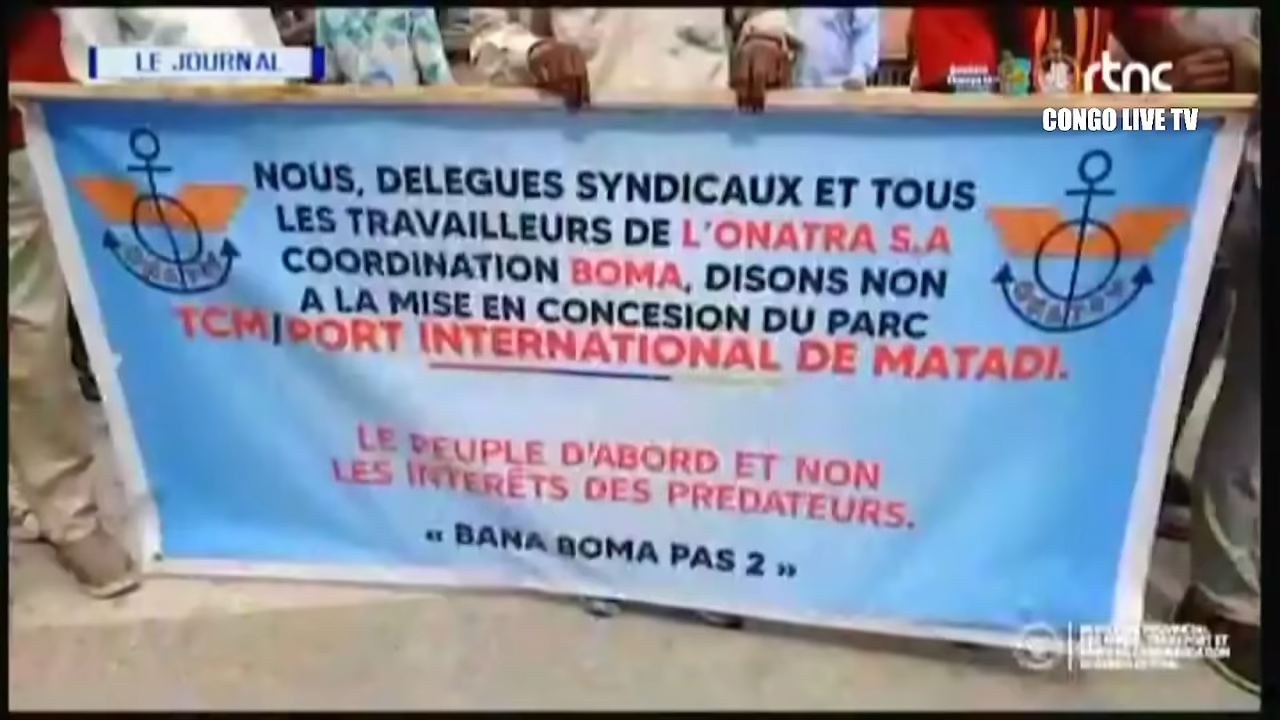 LE JOURNAL
rtnc
CONGO LIVE TV
NOUS, DELEGUES SYNDICAUX ET TOUS
LES TRAVAILLEURS DE L'ONATRA S.A
COORDINATION BOMA, DISONS NON
A LA MISE EN CONCESION DU PARC
TCM|PORT INTERNATIONAL DE MATADI.
LE PEUPLE D'ABORD ET NON
LES INTERÊTS DES PREDATEURS.
« BANA BOMA PAS 2 »